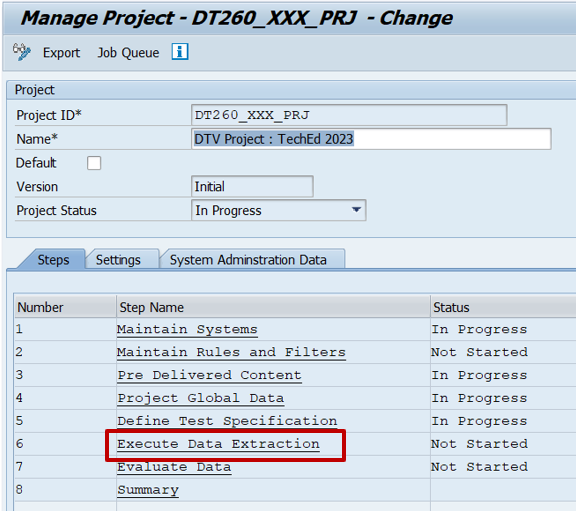 Manage Project - DT260_XXX_PRJ - Change
Export Job Queue
Project
Project ID* DT260_XXX_PRJ
Name* DTV Project : TechEd 2023
Default
Version Initial
Project Status In Progress
Steps Settings System Adminstration Data
Number Step Name Status
1 Maintain Systems In Progress
2 Maintain Rules and Filters Not Started
3 Pre Delivered Content In Progress
4 Project Global Data In Progress
5 Define Test Specification In Progress
6 Execute Data Extraction Not Started
7 Evaluate Data Not Started
8 Summary